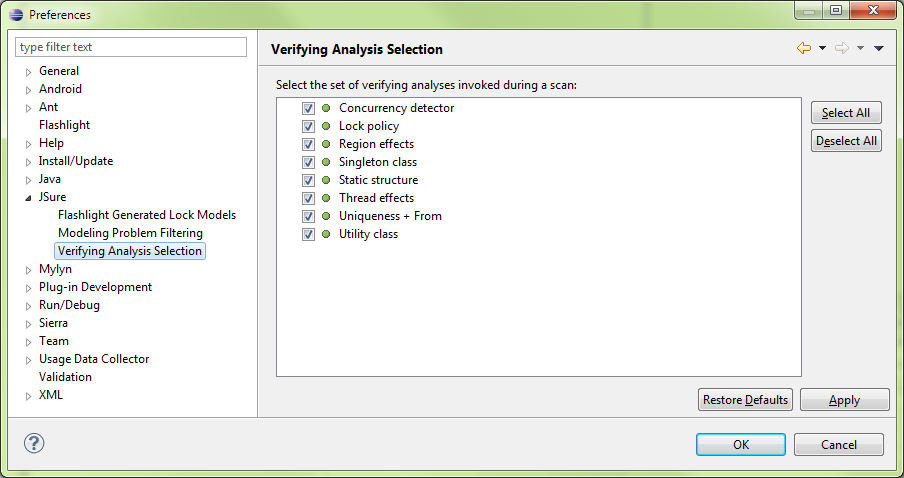 Preferences
type filter text
General
Android
Ant
Flashlight
Help
Install/Update
Java
JSure
Flashlight Generated Lock Models
Modeling Problem Filtering
Verifying Analysis Selection
Mylyn
Plug-in Development
Run/Debug
Sierra
Team
Usage Data Collector
Validation
XML
Verifying Analysis Selection
Select the set of verifying analyses invoked during a scan:
Concurrency detector
Lock policy
Region effects
Singleton class
Static structure
Thread effects
Uniqueness + From
Utility class
Select All
Deselect All
Restore Defaults
Apply
?
OK
Cancel